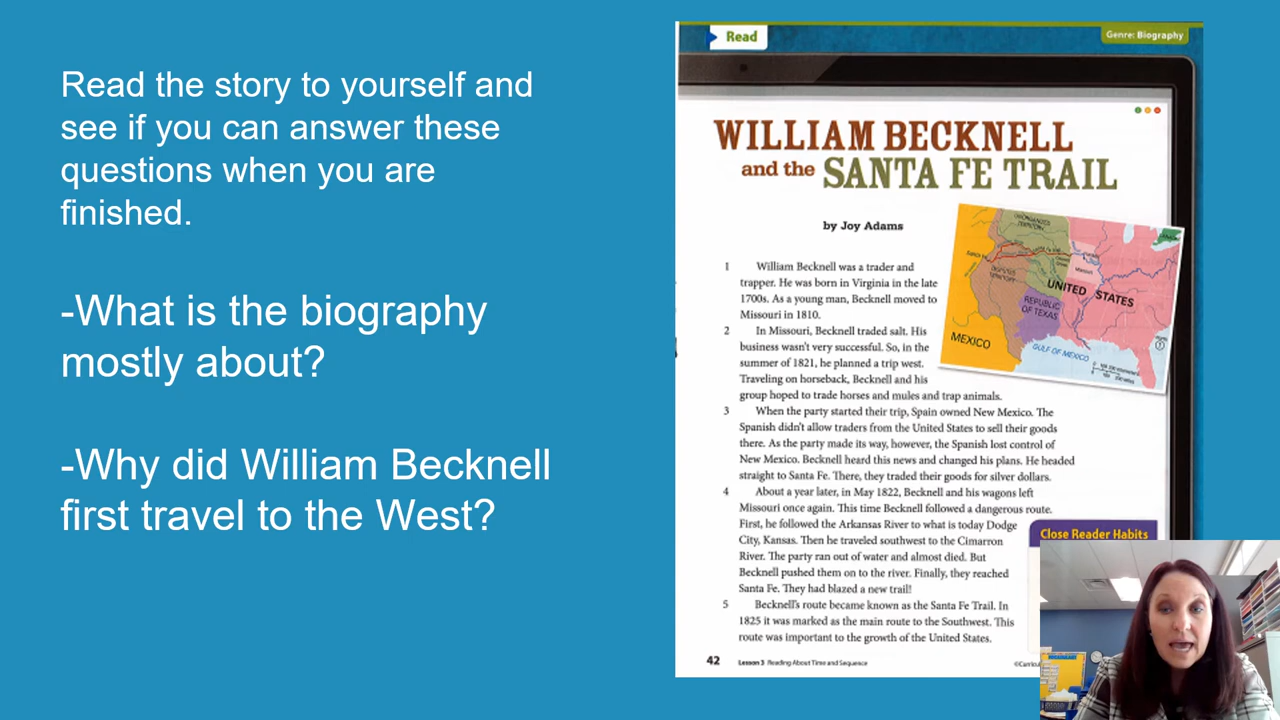 Read the story to yourself and
see if you can answer these
questions when you are
finished.
-What is the biography
mostly about?
-Why did William Becknell
first travel to the West?
Read
Genre: Biography
WILLIAM BECKNELL
and the SANTA FE TRAIL
by Joy Adams
1 William Becknell was a trader and
trapper. He was born in Virginia in the late
1700s. As a young man, Becknell moved to
Missouri in 1810.
2 In Missouri, Becknell traded salt. His
business wasn't very successful. So, in the
summer of 1821, he planned a trip west.
Traveling on horseback, Becknell and his
group hoped to trade horses and mules and trap animals.
3 When the party started their trip, Spain owned New Mexico. The
Spanish didn't allow traders from the United States to sell their goods
there. As the party made its way, however, the Spanish lost control of
New Mexico. Becknell heard this news and changed his plans. He headed
straight to Santa Fe. There, they traded their goods for silver dollars.
4 About a year later, in May 1822, Becknell and his wagons left
Missouri once again. This time Becknell followed a dangerous route.
First, he followed the Arkansas River to what is today Dodge
City, Kansas. Then he traveled southwest to the Cimarron
River. The party ran out of water and almost died. But
Becknell pushed them on to the river. Finally, they reached
Santa Fe. They had blazed a new trail!
5 Becknell's route became known as the Santa Fe Trail. In
1825 it was marked as the main route to the Southwest. This
route was important to the growth of the United States.
UNORGANIZED
TERRITORY
Santa Fe
DISPUTED
TERRITORY
Missouri
UNITED STATES
REPUBLIC
OF TEXAS
MEXICO
GULF OF MEXICO
Close Reader Habits
42 Lesson 3 Reading About Time and Sequence